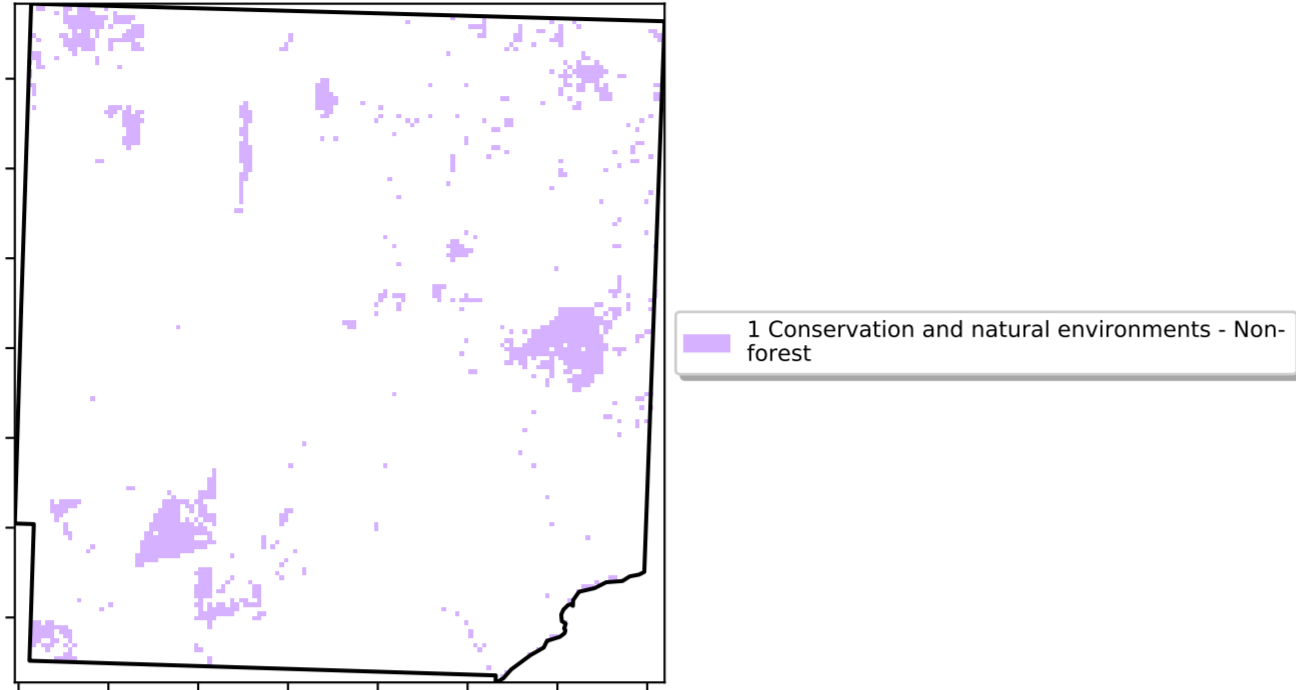 1 Conservation and natural environments - Non-
forest